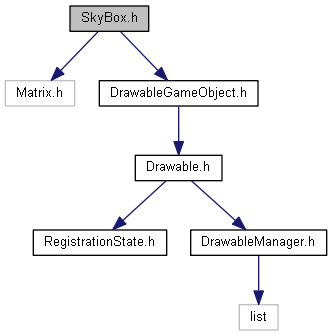 SkyBox.h
Matrix.h
DrawableGameObject.h
Drawable.h
RegistrationState.h
DrawableManager.h
list